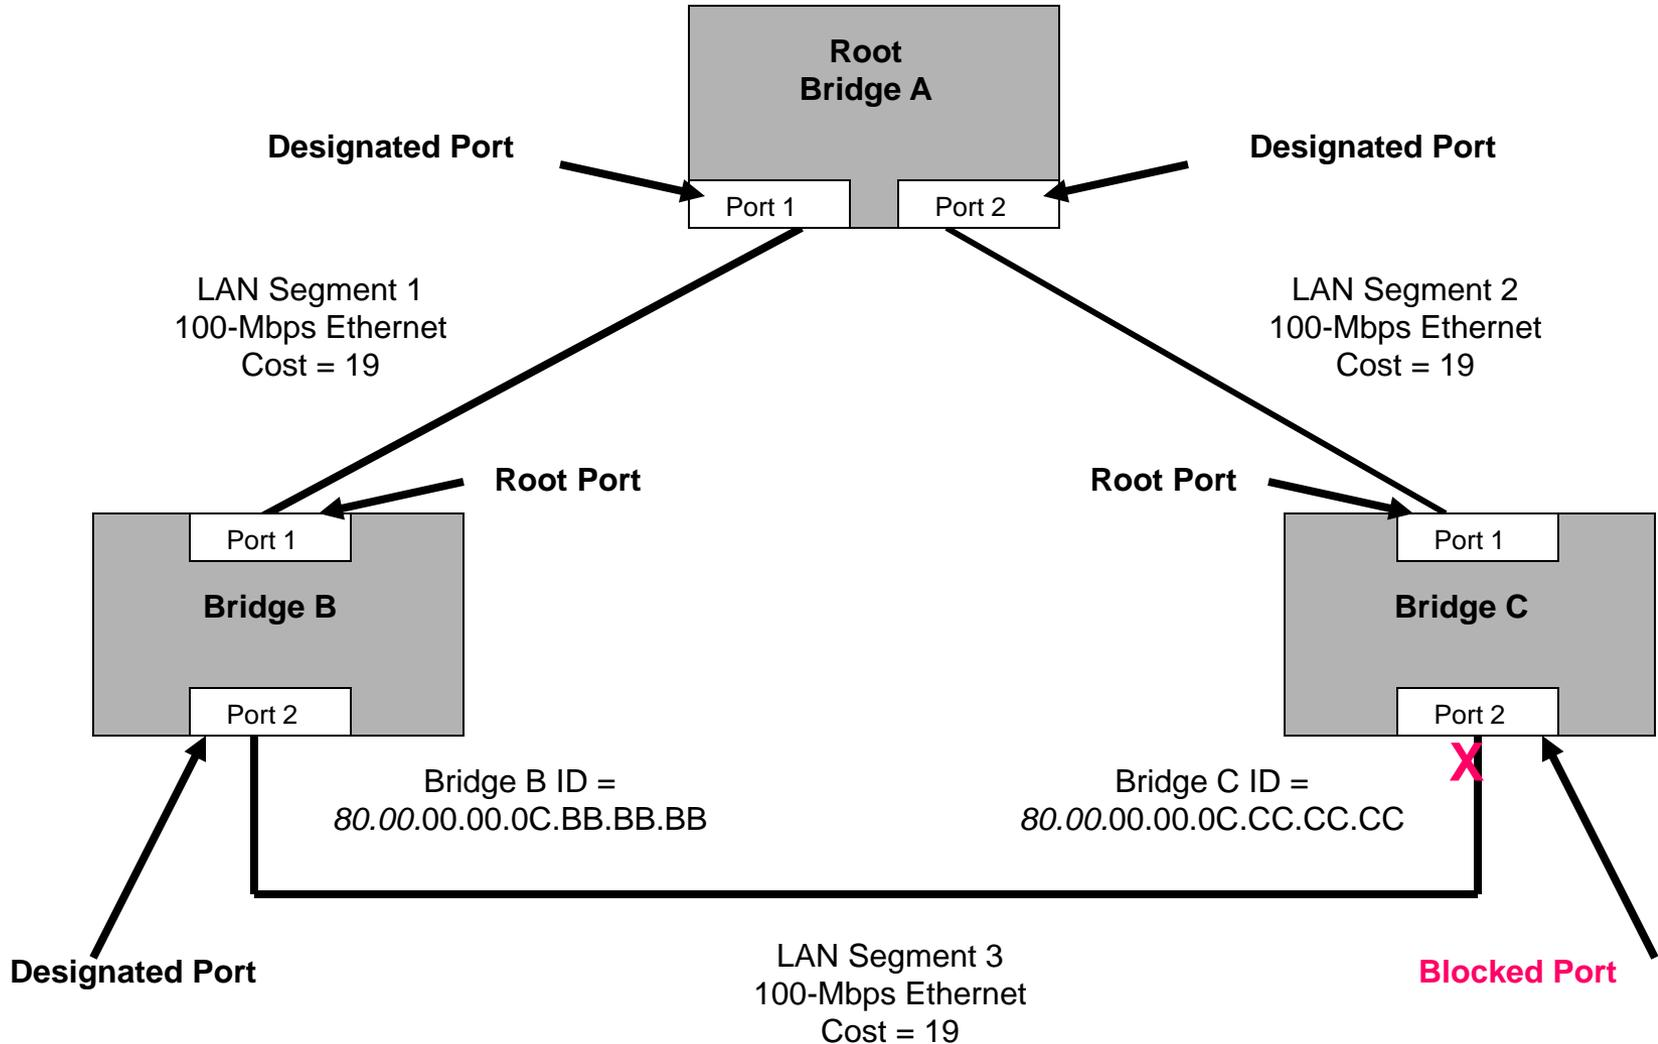 Root
Bridge A
Designated Port
Designated Port
Port 1
Port 2
LAN Segment 1
100-Mbps Ethernet
Cost = 19
LAN Segment 2
100-Mbps Ethernet
Cost = 19
Root Port
Root Port
Port 1
Bridge B
Port 2
Port 1
Bridge C
Port 2
X
Bridge B ID =
80.00.00.00.0C.BB.BB.BB
Bridge C ID =
80.00.00.00.0C.CC.CC.CC
Designated Port
Blocked Port
LAN Segment 3
100-Mbps Ethernet
Cost = 19